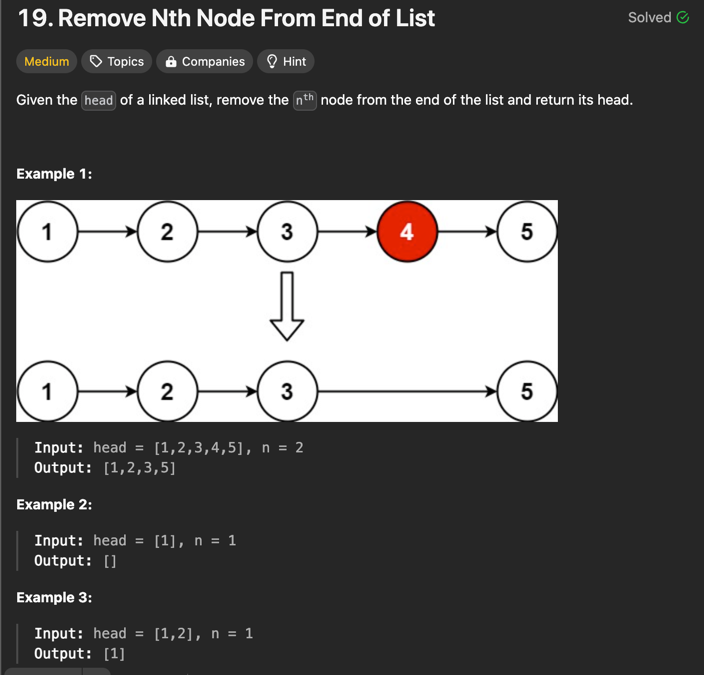 19. Remove Nth Node From End of List
Solved
Medium Topics Companies Hint
Given the head of a linked list, remove the nth node from the end of the list and return its head.
Example 1:
1 2 3 4 5
1 2 3 5
Input: head = [1,2,3,4,5], n = 2
Output: [1,2,3,5]
Example 2:
Input: head = [1], n = 1
Output: []
Example 3:
Input: head = [1,2], n = 1
Output: [1]